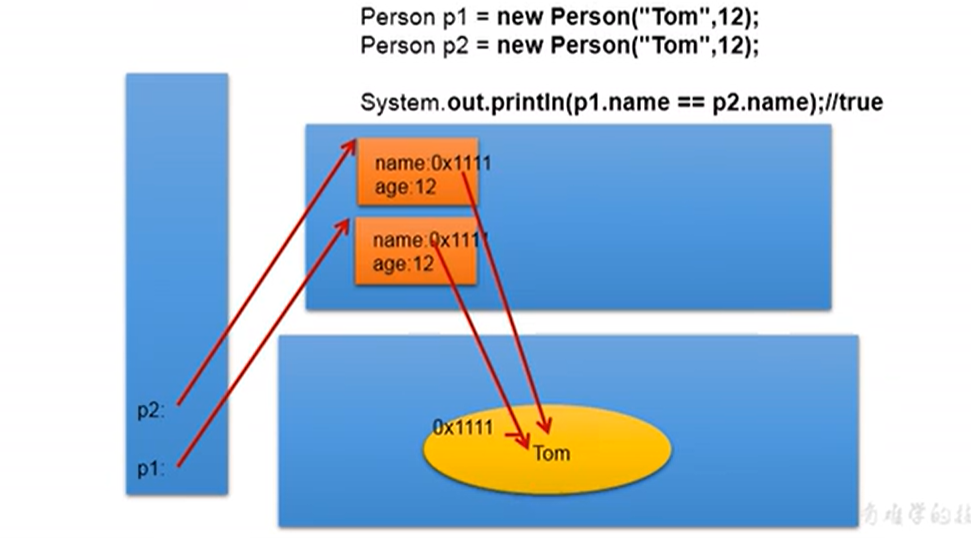 Person p1 = new Person("Tom",12);
Person p2 = new Person("Tom",12);
System.out.println(p1.name == p2.name);//true
name:0x1111
age:12
name:0x1111
age:12
p2:
p1:
0x1111
Tom